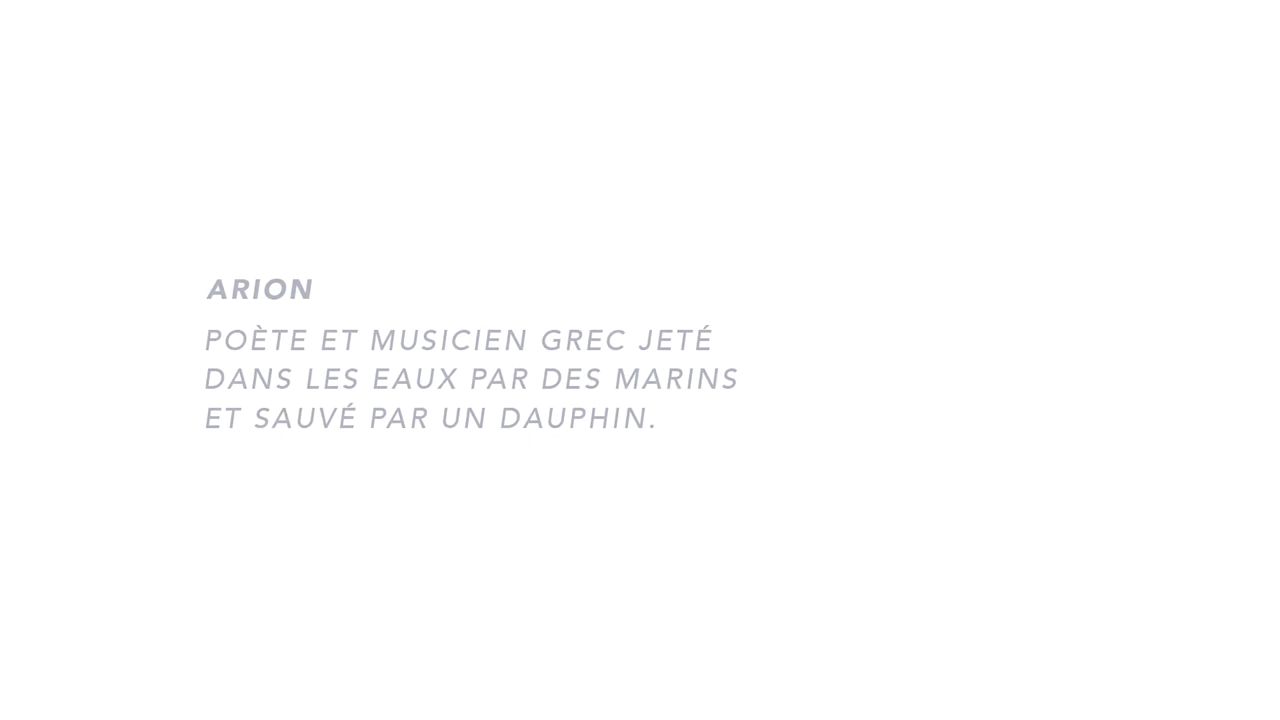 ARION
POÈTE ET MUSICIEN GREC JETÉ
DANS LES EAUX PAR DES MARINS
ET SAUVÉ PAR UN DAUPHIN.